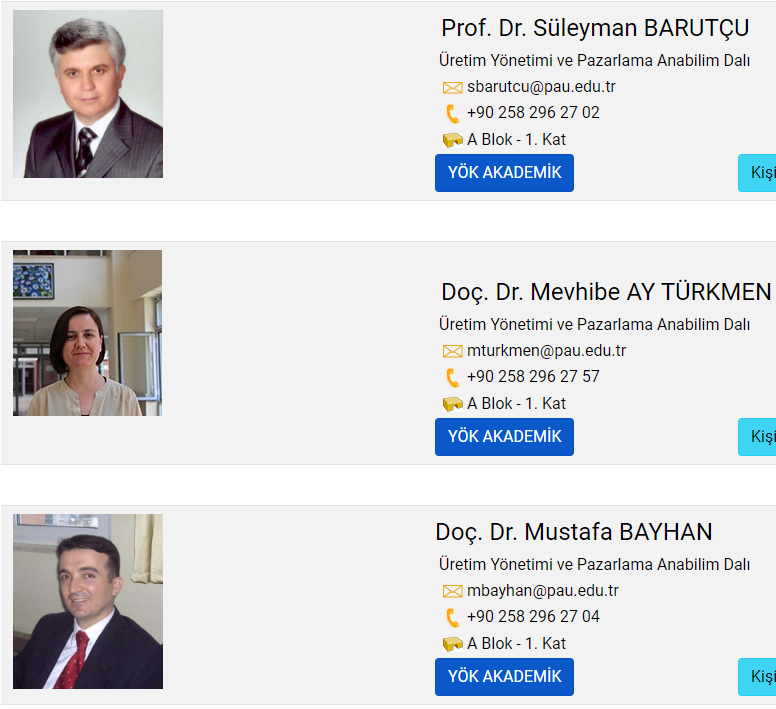 Prof. Dr. Süleyman BARUTÇU
Üretim Yönetimi ve Pazarlama Anabilim Dalı
sbarutcu@pau.edu.tr
+90 258 296 27 02
A Blok - 1. Kat
YÖK AKADEMİK
Kişi
Doç. Dr. Mevhibe AY TÜRKMEN
Üretim Yönetimi ve Pazarlama Anabilim Dalı
mturkmen@pau.edu.tr
+90 258 296 27 57
A Blok - 1. Kat
YÖK AKADEMİK
Kişi
Doç. Dr. Mustafa BAYHAN
Üretim Yönetimi ve Pazarlama Anabilim Dalı
mbayhan@pau.edu.tr
+90 258 296 27 04
A Blok - 1. Kat
YÖK AKADEMİK
Kişi